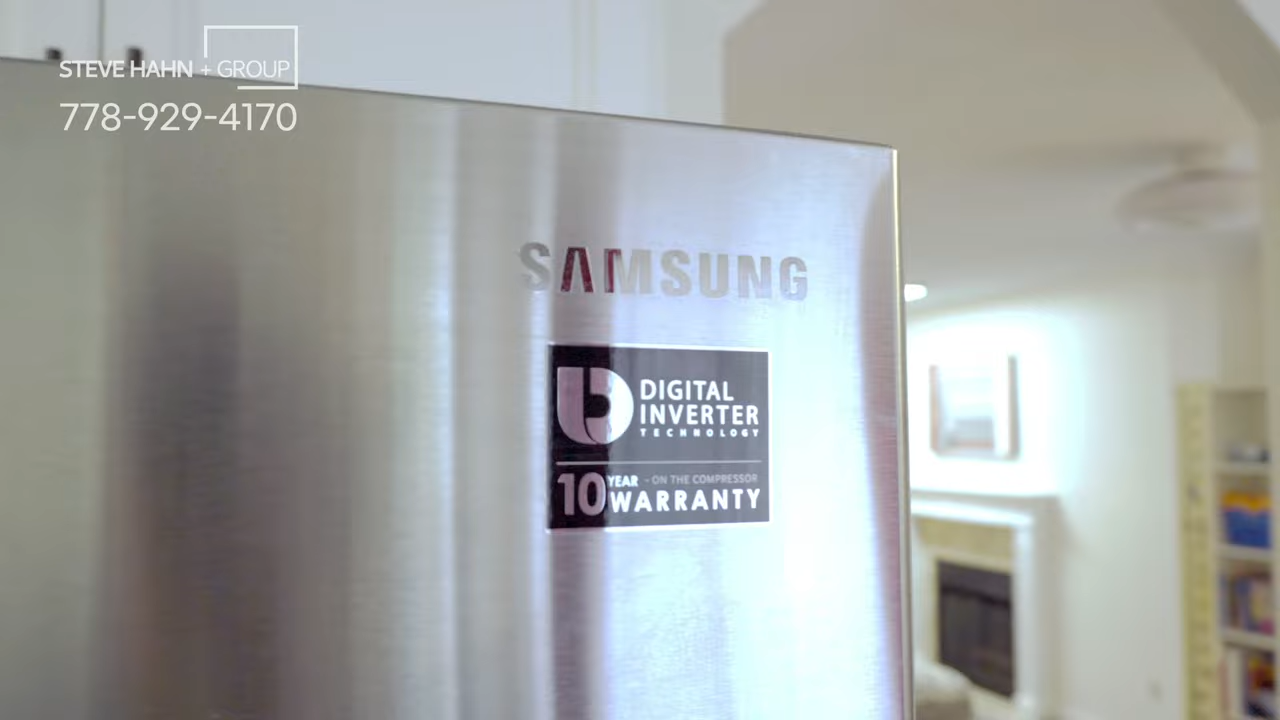 STEVE HAHN + GROUP
778-929-4170
SAMSUNG
DIGITAL
INVERTER
TECHNOLOGY
10 YEAR - ON THE COMPRESSOR
WARRANTY